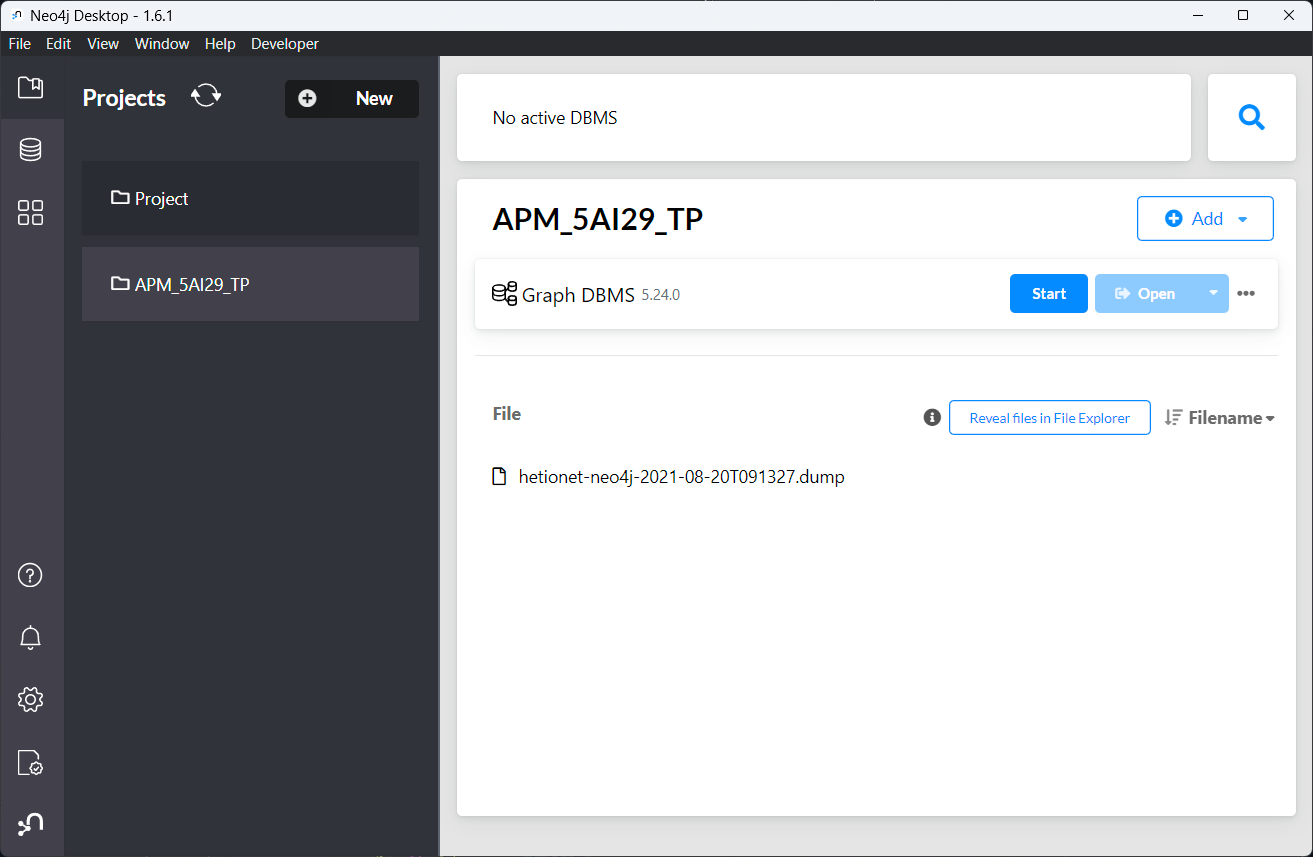 Neo4j Desktop - 1.6.1
File Edit View Window Help Developer
Projects
New
Project
APM_5AI29_TP
No active DBMS
APM_5AI29_TP
Add
Graph DBMS 5.24.0
Start
Open
File
Reveal files in File Explorer
Filename
hetionet-neo4j-2021-08-20T091327.dump